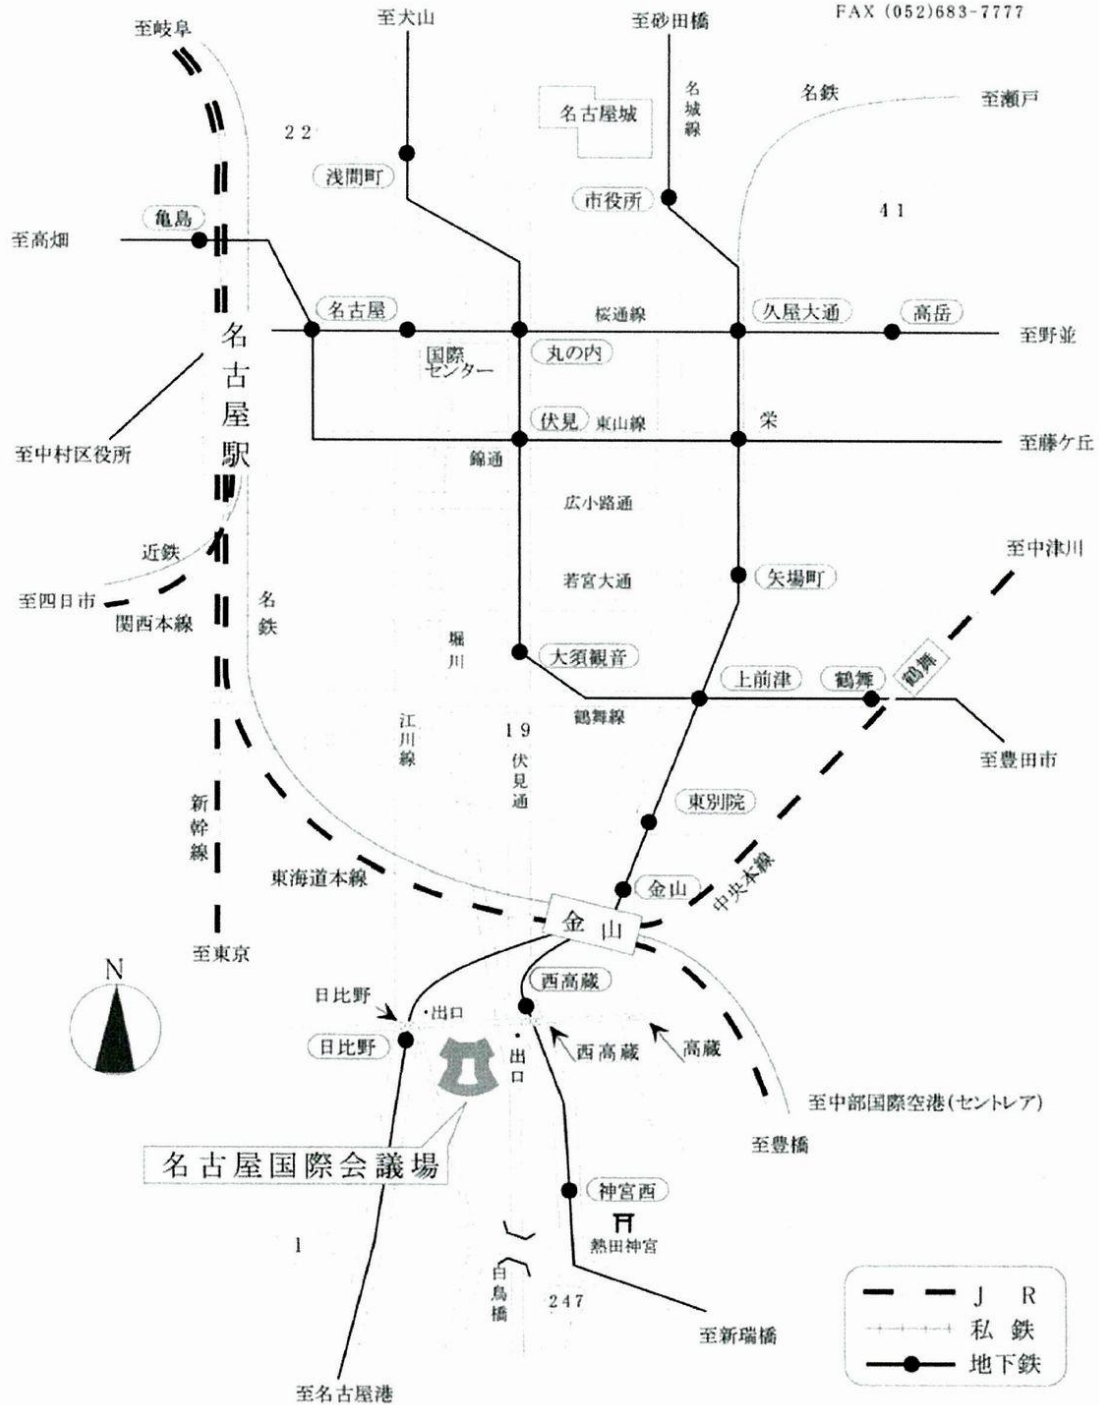 FAX (052)683-7777
至岐阜
至犬山
至砂田橋
名城線
名古屋城
名鉄
至瀬戸
22
浅間町
市役所
41
亀島
至高畑
名古屋
桜通線
久屋大通
高岳
至野並
名古屋駅
国際
センター
丸の内
伏見
東山線
栄
至藤ケ丘
至中村区役所
錦通
広小路通
近鉄
至中津川
若宮大通
矢場町
至四日市
関西本線
名鉄
堀川
大須観音
上前津
鶴舞
鶴舞
鶴舞線
江川線
19
伏見通
至豊田市
新幹線
東別院
東海道本線
金山
中央本線
金山
至東京
N
西高蔵
日比野
・出口
日比野
・出口
西高蔵
高蔵
至中部国際空港(セントレア)
至豊橋
名古屋国際会議場
神宮西
熱田神宮
1
白鳥橋
247
至新瑞橋
至名古屋港
JR
私鉄
地下鉄